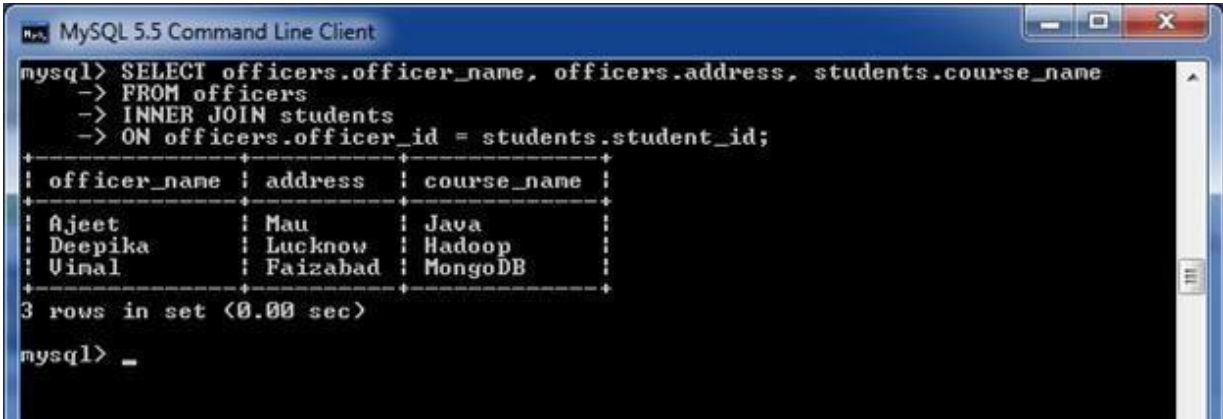 MySQL 5.5 Command Line Client
mysql> SELECT officers.officer_name, officers.address, students.course_name
-> FROM officers
-> INNER JOIN students
-> ON officers.officer_id = students.student_id;
+--------------+-----------+-------------+
| officer_name | address | course_name |
+--------------+-----------+-------------+
| Ajeet | Mau | Java |
| Deepika | Lucknow | Hadoop |
| Vimal | Faizabad | MongoDB |
+--------------+-----------+-------------+
3 rows in set (0.00 sec)
mysql> _